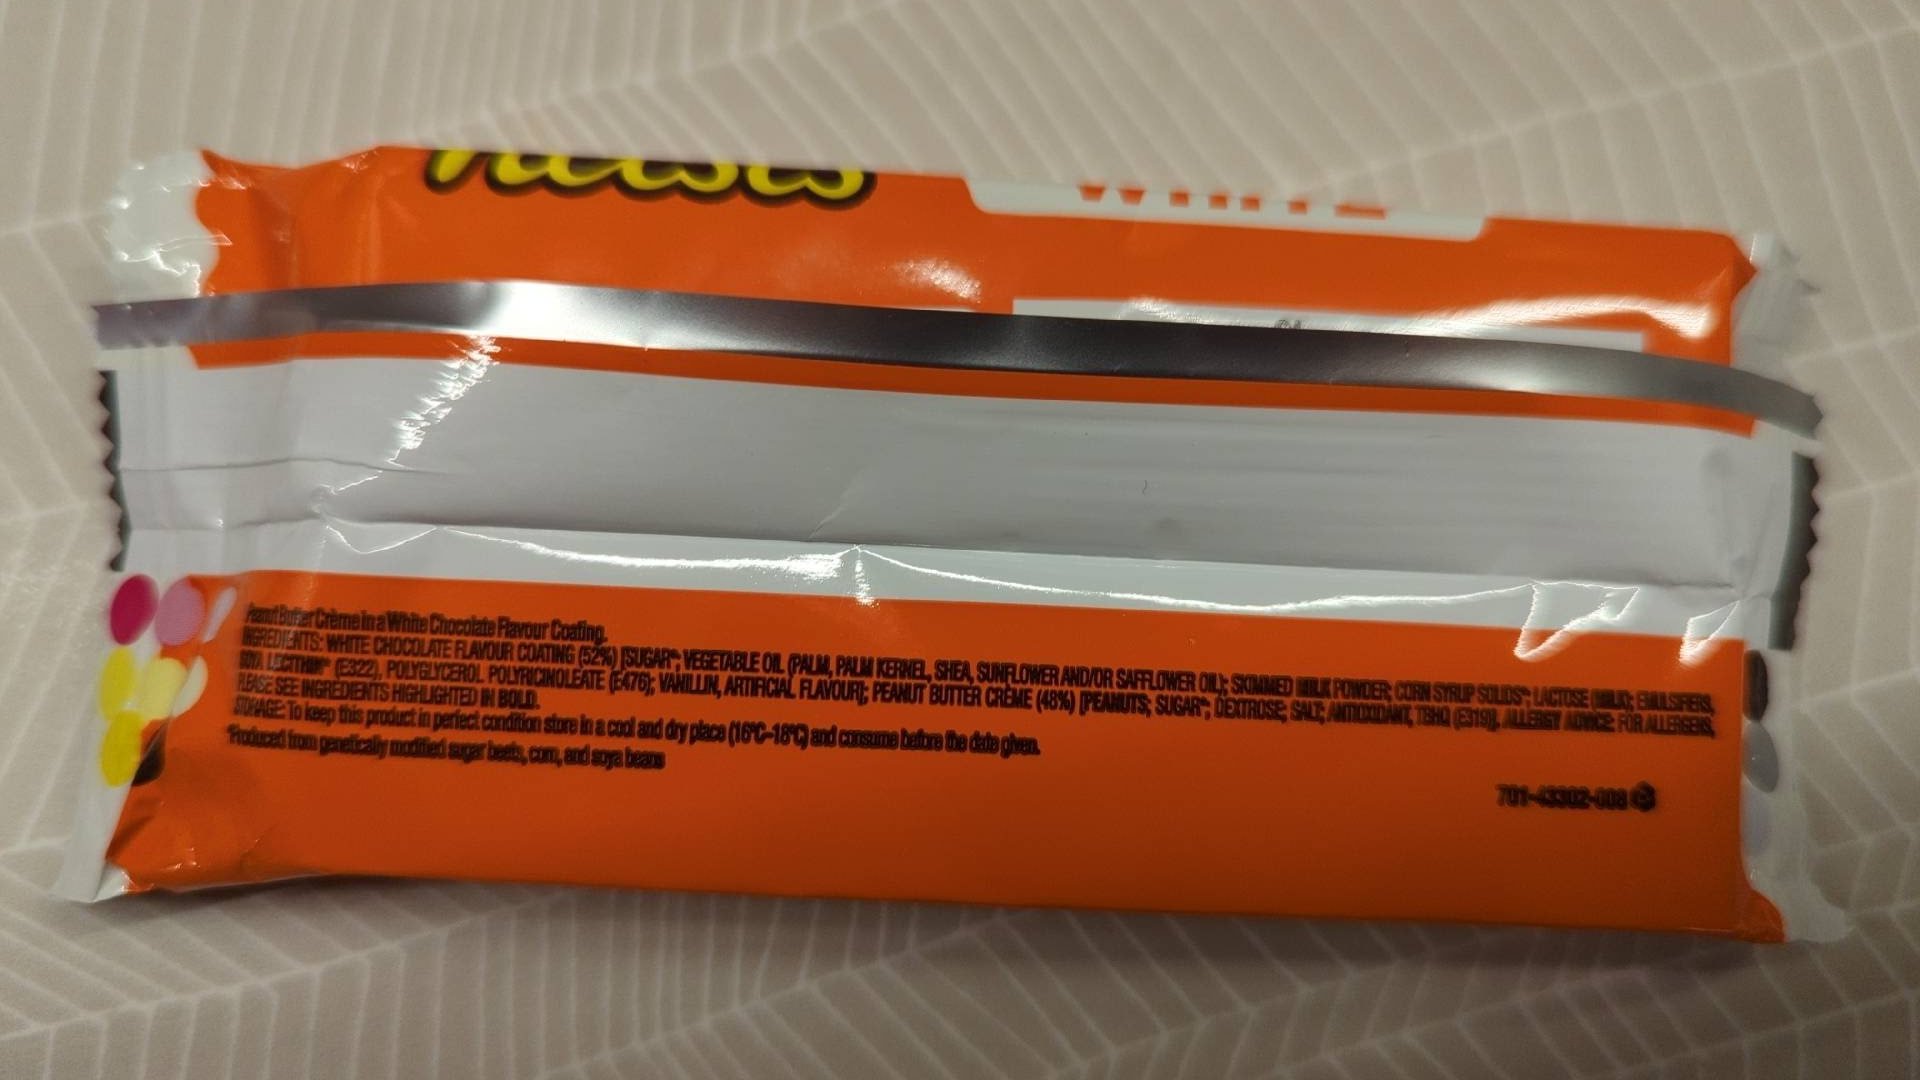 Reese's
WHITE
Peanut Butter Crème in a White Chocolate Flavour Coating.
INGREDIENTS: WHITE CHOCOLATE FLAVOUR COATING (52%) [SUGAR*; VEGETABLE OIL (PALM, PALM KERNEL, SHEA, SUNFLOWER AND/OR SAFFLOWER OIL); SKIMMED MILK POWDER; CORN SYRUP SOLIDS*; LACTOSE (MILK); EMULSIFIERS,
SOYA LECITHIN* (E322), POLYGLYCEROL POLYRICINOLEATE (E476); VANILLIN, ARTIFICIAL FLAVOUR]; PEANUT BUTTER CRÈME (48%) [PEANUTS; SUGAR*; DEXTROSE; SALT; ANTIOXIDANT, TBHQ (E319)]. ALLERGY ADVICE: FOR ALLERGENS,
PLEASE SEE INGREDIENTS HIGHLIGHTED IN BOLD.
STORAGE: To keep this product in perfect condition store in a cool and dry place (16°C-18°C) and consume before the date given.
*Produced from genetically modified sugar beets, corn, and soya beans
701-43302-008